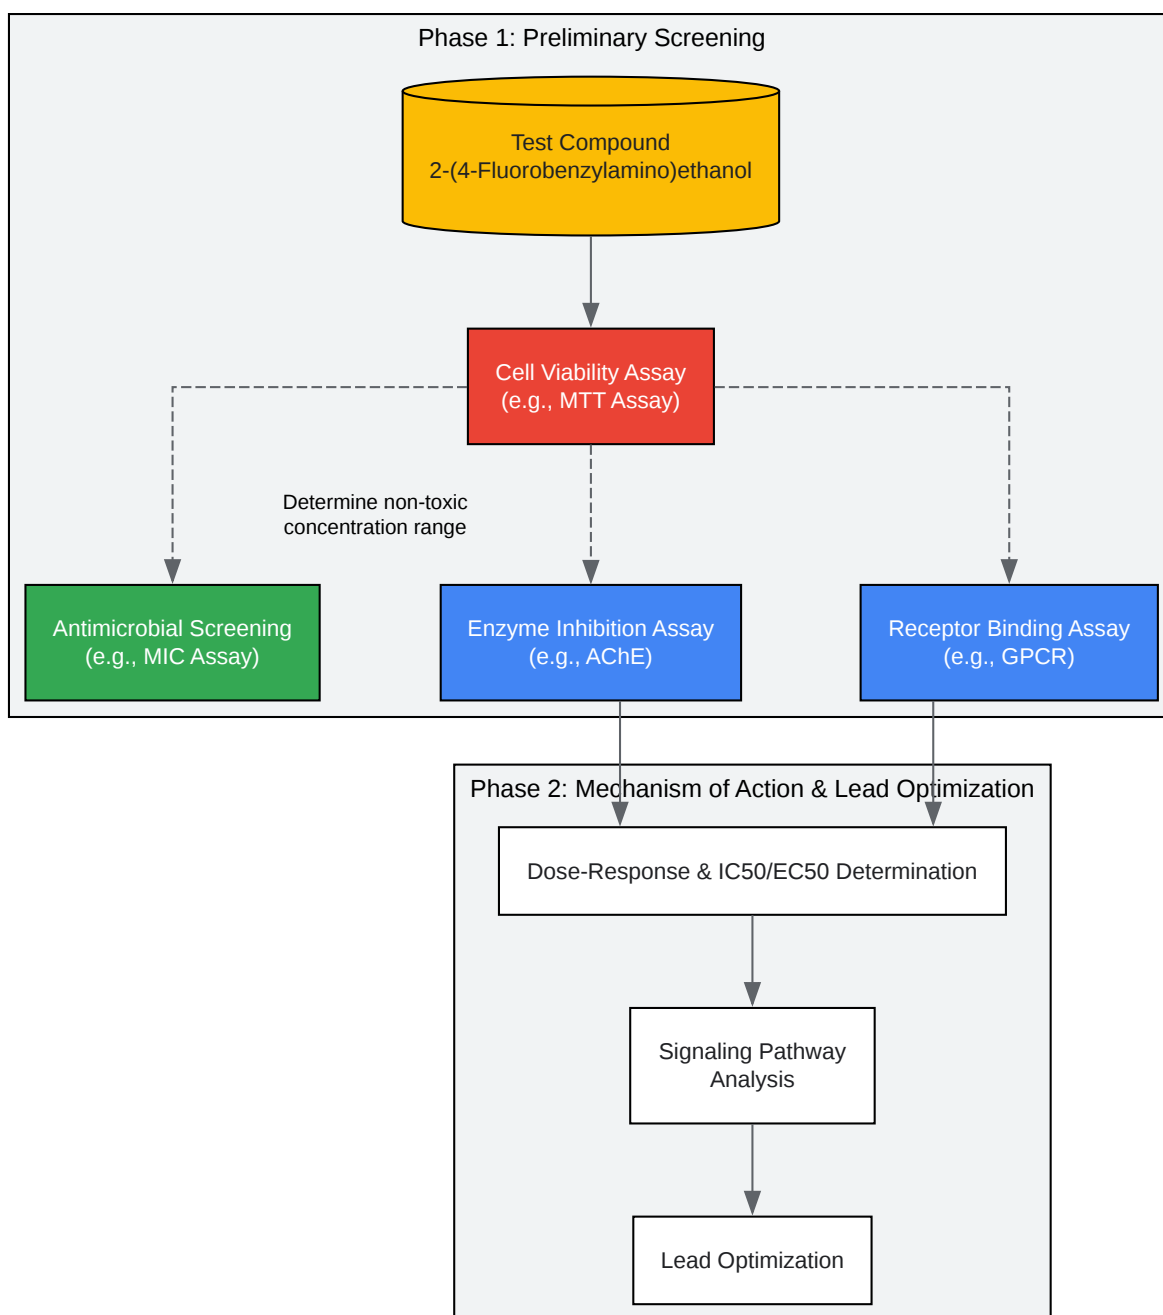 Phase 1: Preliminary Screening
Test Compound
2-(4-Fluorobenzylamino)ethanol
Cell Viability Assay
(e.g., MTT Assay)
Determine non-toxic
concentration range
Antimicrobial Screening
(e.g., MIC Assay)
Enzyme Inhibition Assay
(e.g., AChE)
Receptor Binding Assay
(e.g., GPCR)
Phase 2: Mechanism of Action & Lead Optimization
Dose-Response & IC50/EC50 Determination
Signaling Pathway
Analysis
Lead Optimization